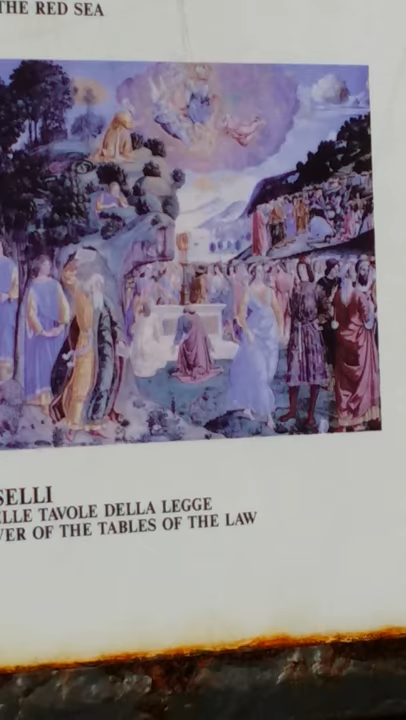 THE RED SEA
SELLI
ELLE TAVOLE DELLA LEGGE
VER OF THE TABLES OF THE LAW